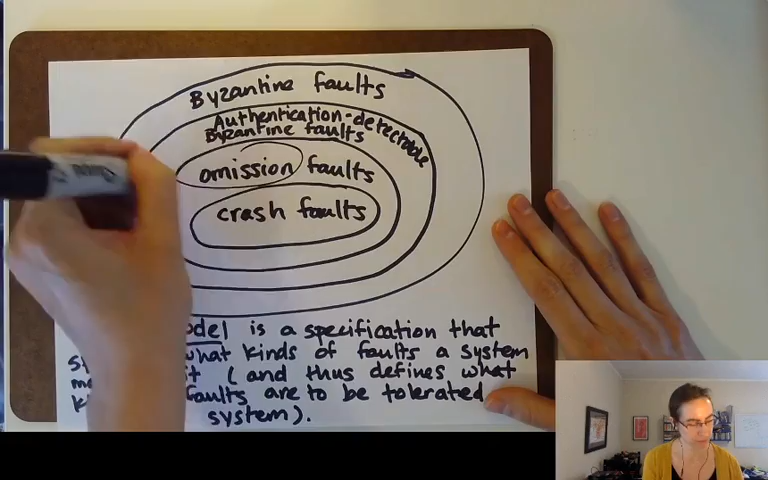 Byzantine faults
Authentication-detectable
Byzantine faults
omission faults
crash faults
is a specification that
what kinds of faults a system
(and thus defines what
faults are to be tolerated
system).